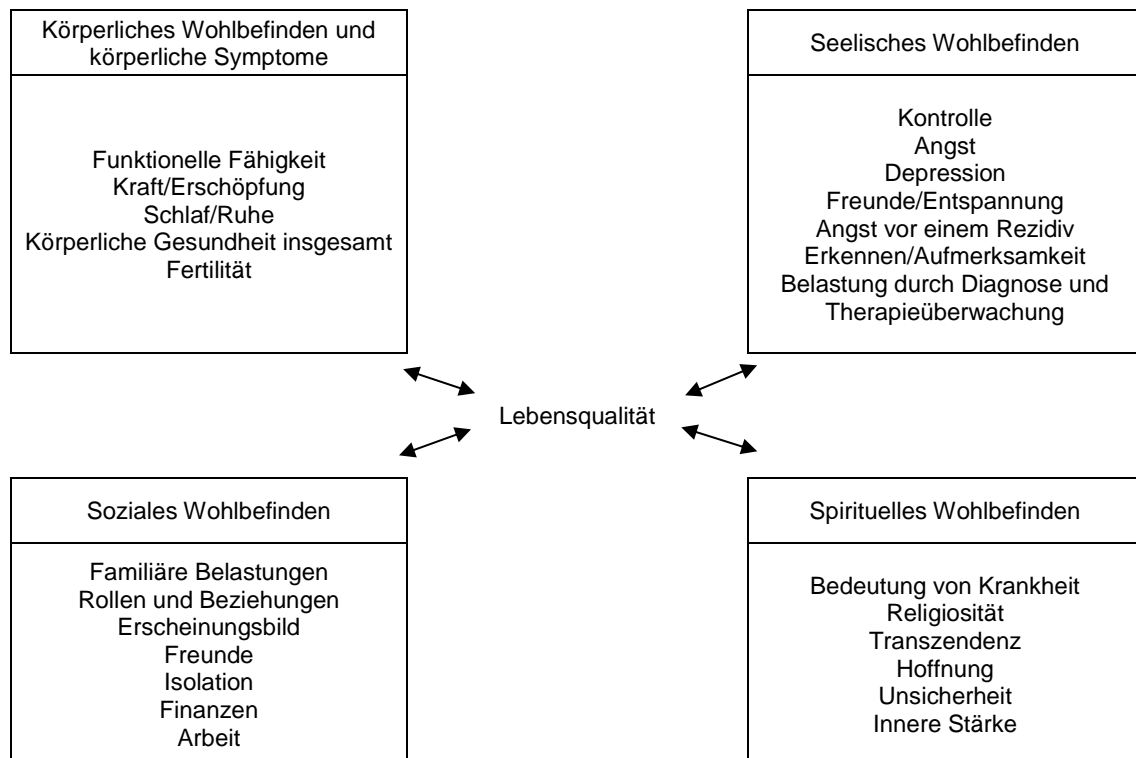 Körperliches Wohlbefinden und
körperliche Symptome
Funktionelle Fähigkeit
Kraft/Erschöpfung
Schlaf/Ruhe
Körperliche Gesundheit insgesamt
Fertilität
Seelisches Wohlbefinden
Kontrolle
Angst
Depression
Freunde/Entspannung
Angst vor einem Rezidiv
Erkennen/Aufmerksamkeit
Belastung durch Diagnose und
Therapieüberwachung
Lebensqualität
Soziales Wohlbefinden
Familiäre Belastungen
Rollen und Beziehungen
Erscheinungsbild
Freunde
Isolation
Finanzen
Arbeit
Spirituelles Wohlbefinden
Bedeutung von Krankheit
Religiosität
Transzendenz
Hoffnung
Unsicherheit
Innere Stärke